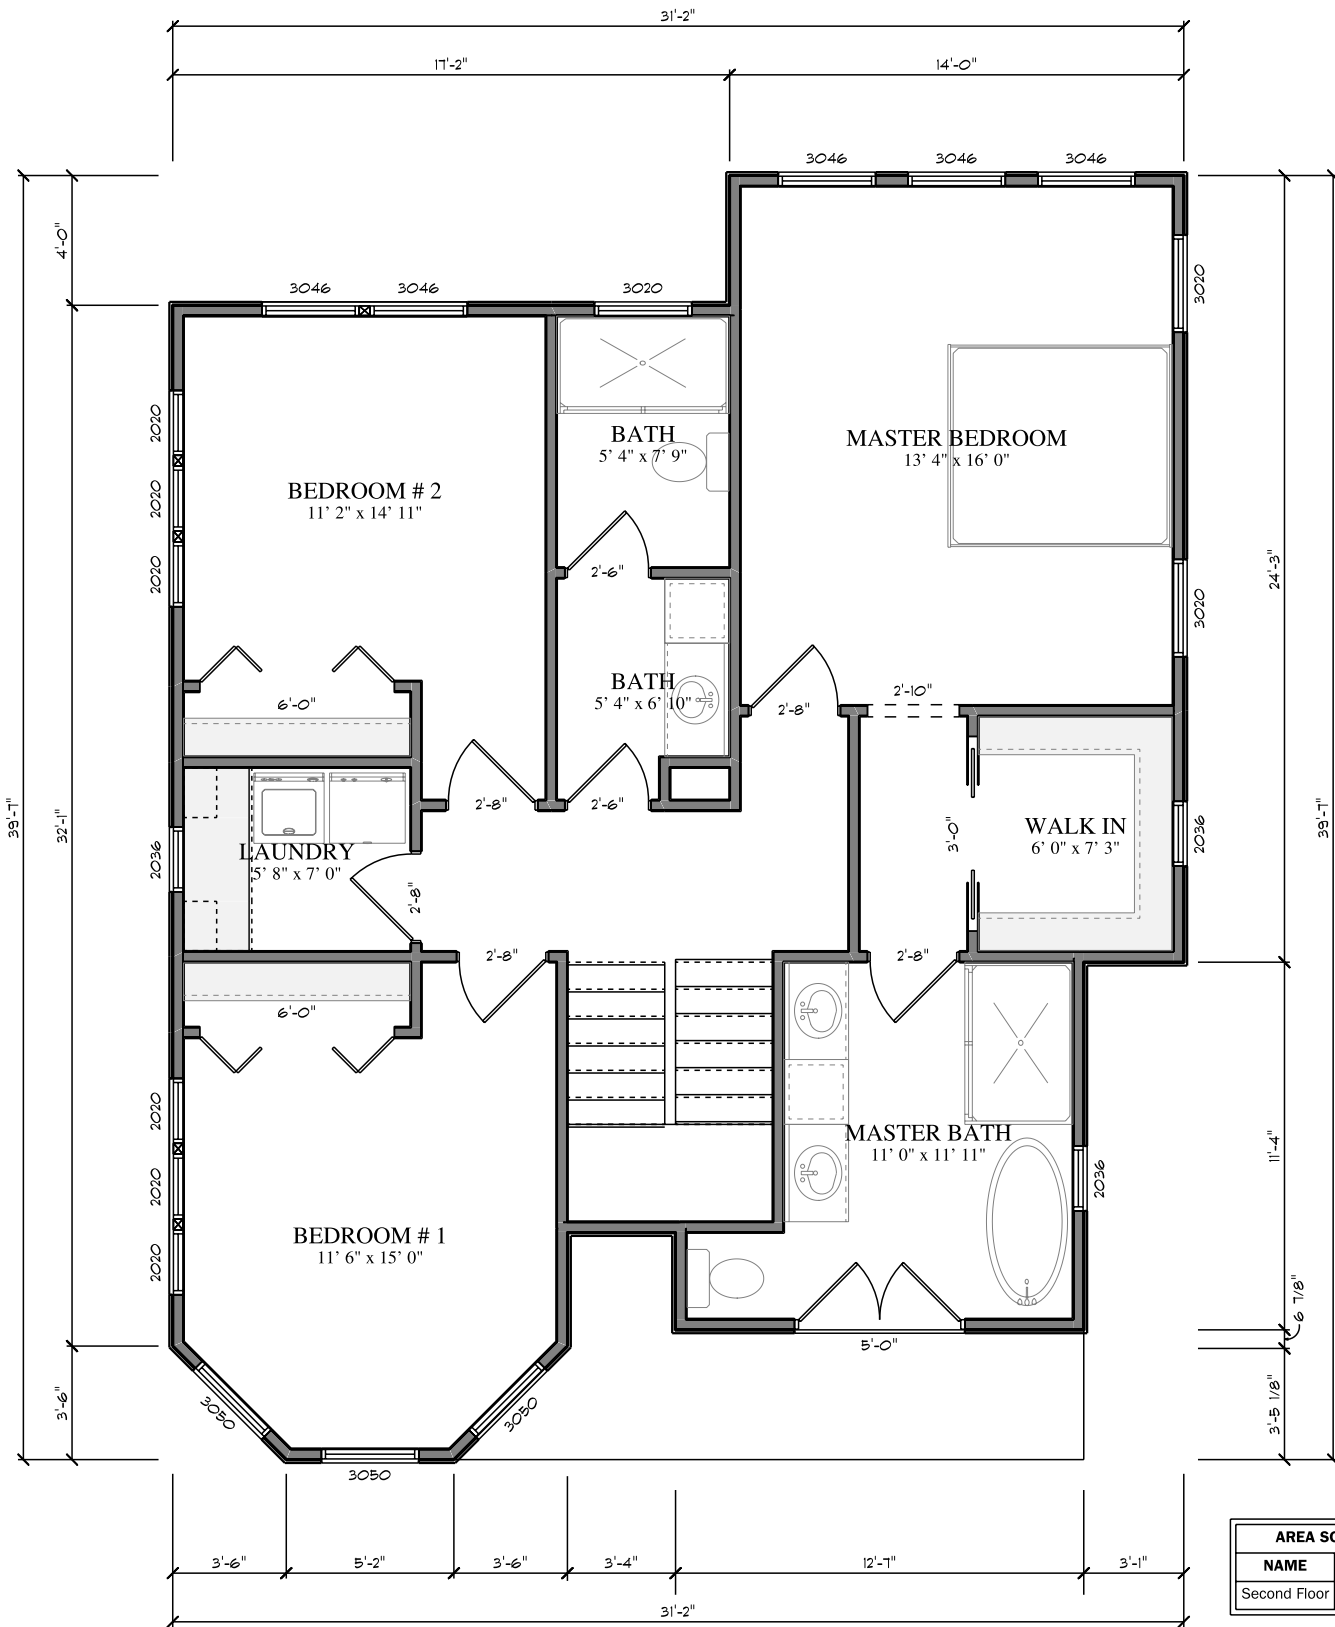 31'-2"
17'-2"
14'-0"
3046
3046
3046
4'-0"
3046
3046
3020
3020
2020
2020
2020
BATH
5' 4" x 7' 9"
MASTER BEDROOM
13' 4" x 16' 0"
BEDROOM # 2
11' 2" x 14' 11"
2'-6"
24'-3"
3020
BATH
5' 4" x 6' 10"
6'-0"
2'-8"
2'-10"
2'-8"
2'-6"
39'-7"
32'-1"
2036
LAUNDRY
5' 8" x 7' 0"
2'-8"
3'-0"
WALK IN
6' 0" x 7' 3"
2036
39'-7"
2'-8"
2'-8"
6'-0"
2020
2020
2020
MASTER BATH
11' 0" x 11' 11"
2036
11'-4"
BEDROOM # 1
11' 6" x 15' 0"
6 7/8"
5'-0"
3'-6"
3050
3050
3050
3'-5 1/8"
3'-6"
5'-2"
3'-6"
3'-4"
12'-7"
3'-1"
31'-2"
AREA SC
NAME
Second Floor